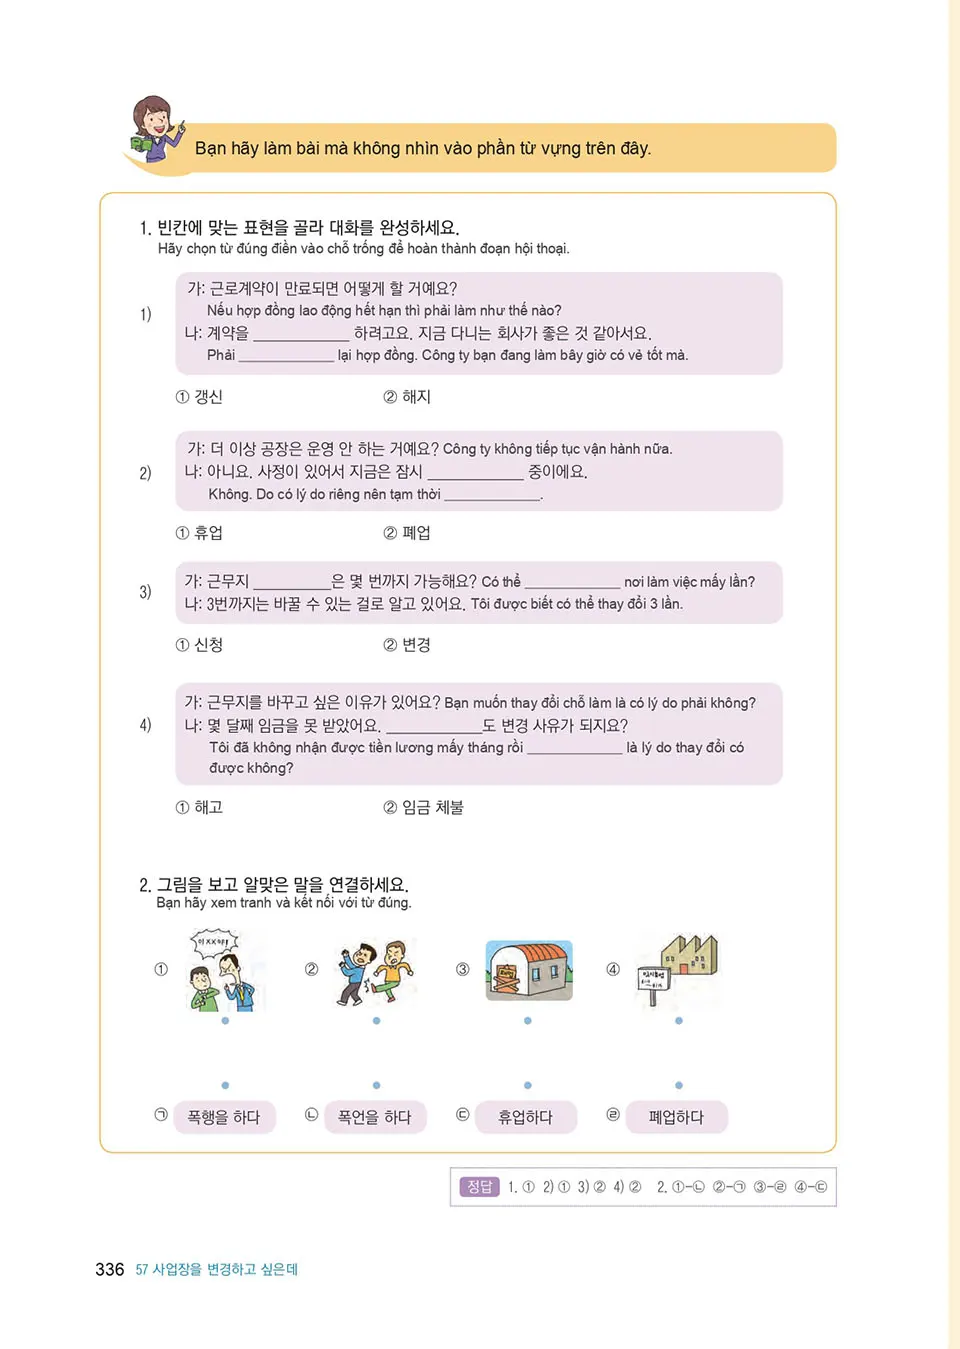 Bạn hãy làm bài mà không nhìn vào phần từ vựng trên đây.
1. 빈칸에 맞는 표현을 골라 대화를 완성하세요.
Hãy chọn từ đúng điền vào chỗ trống để hoàn thành đoạn hội thoại.
1)
가: 근로계약이 만료되면 어떻게 할 거예요?
Nếu hợp đồng lao động hết hạn thì phải làm như thế nào?
나: 계약을 ____________ 하려고요. 지금 다니는 회사가 좋은 것 같아서요.
Phải ____________ lại hợp đồng. Công ty bạn đang làm bây giờ có vẻ tốt mà.
① 갱신 ② 해지
2)
가: 더 이상 공장은 운영 안 하는 거예요? Công ty không tiếp tục vận hành nữa.
나: 아니요. 사정이 있어서 지금은 잠시 ____________ 중이에요.
Không. Do có lý do riêng nên tạm thời ____________.
① 휴업 ② 폐업
3)
가: 근무지 __________은 몇 번까지 가능해요? Có thể ____________ nơi làm việc mấy lần?
나: 3번까지는 바꿀 수 있는 걸로 알고 있어요. Tôi được biết có thể thay đổi 3 lần.
① 신청 ② 변경
4)
가: 근무지를 바꾸고 싶은 이유가 있어요? Bạn muốn thay đổi chỗ làm là có lý do phải không?
나: 몇 달째 임금을 못 받았어요. ____________도 변경 사유가 되지요?
Tôi đã không nhận được tiền lương mấy tháng rồi ____________ là lý do thay đổi có
được không?
① 해고 ② 임금 체불
2. 그림을 보고 알맞은 말을 연결하세요.
Bạn hãy xem tranh và kết nối với từ đúng.
① ② ③ ④
이 XX야!
㉠ 폭행을 하다 ㉡ 폭언을 하다 ㉢ 휴업하다 ㉣ 폐업하다
정답 1. ① 2) ① 3) ② 4) ② 2. ①-㉡ ②-㉠ ③-㉣ ④-㉢
336 57 사업장을 변경하고 싶은데